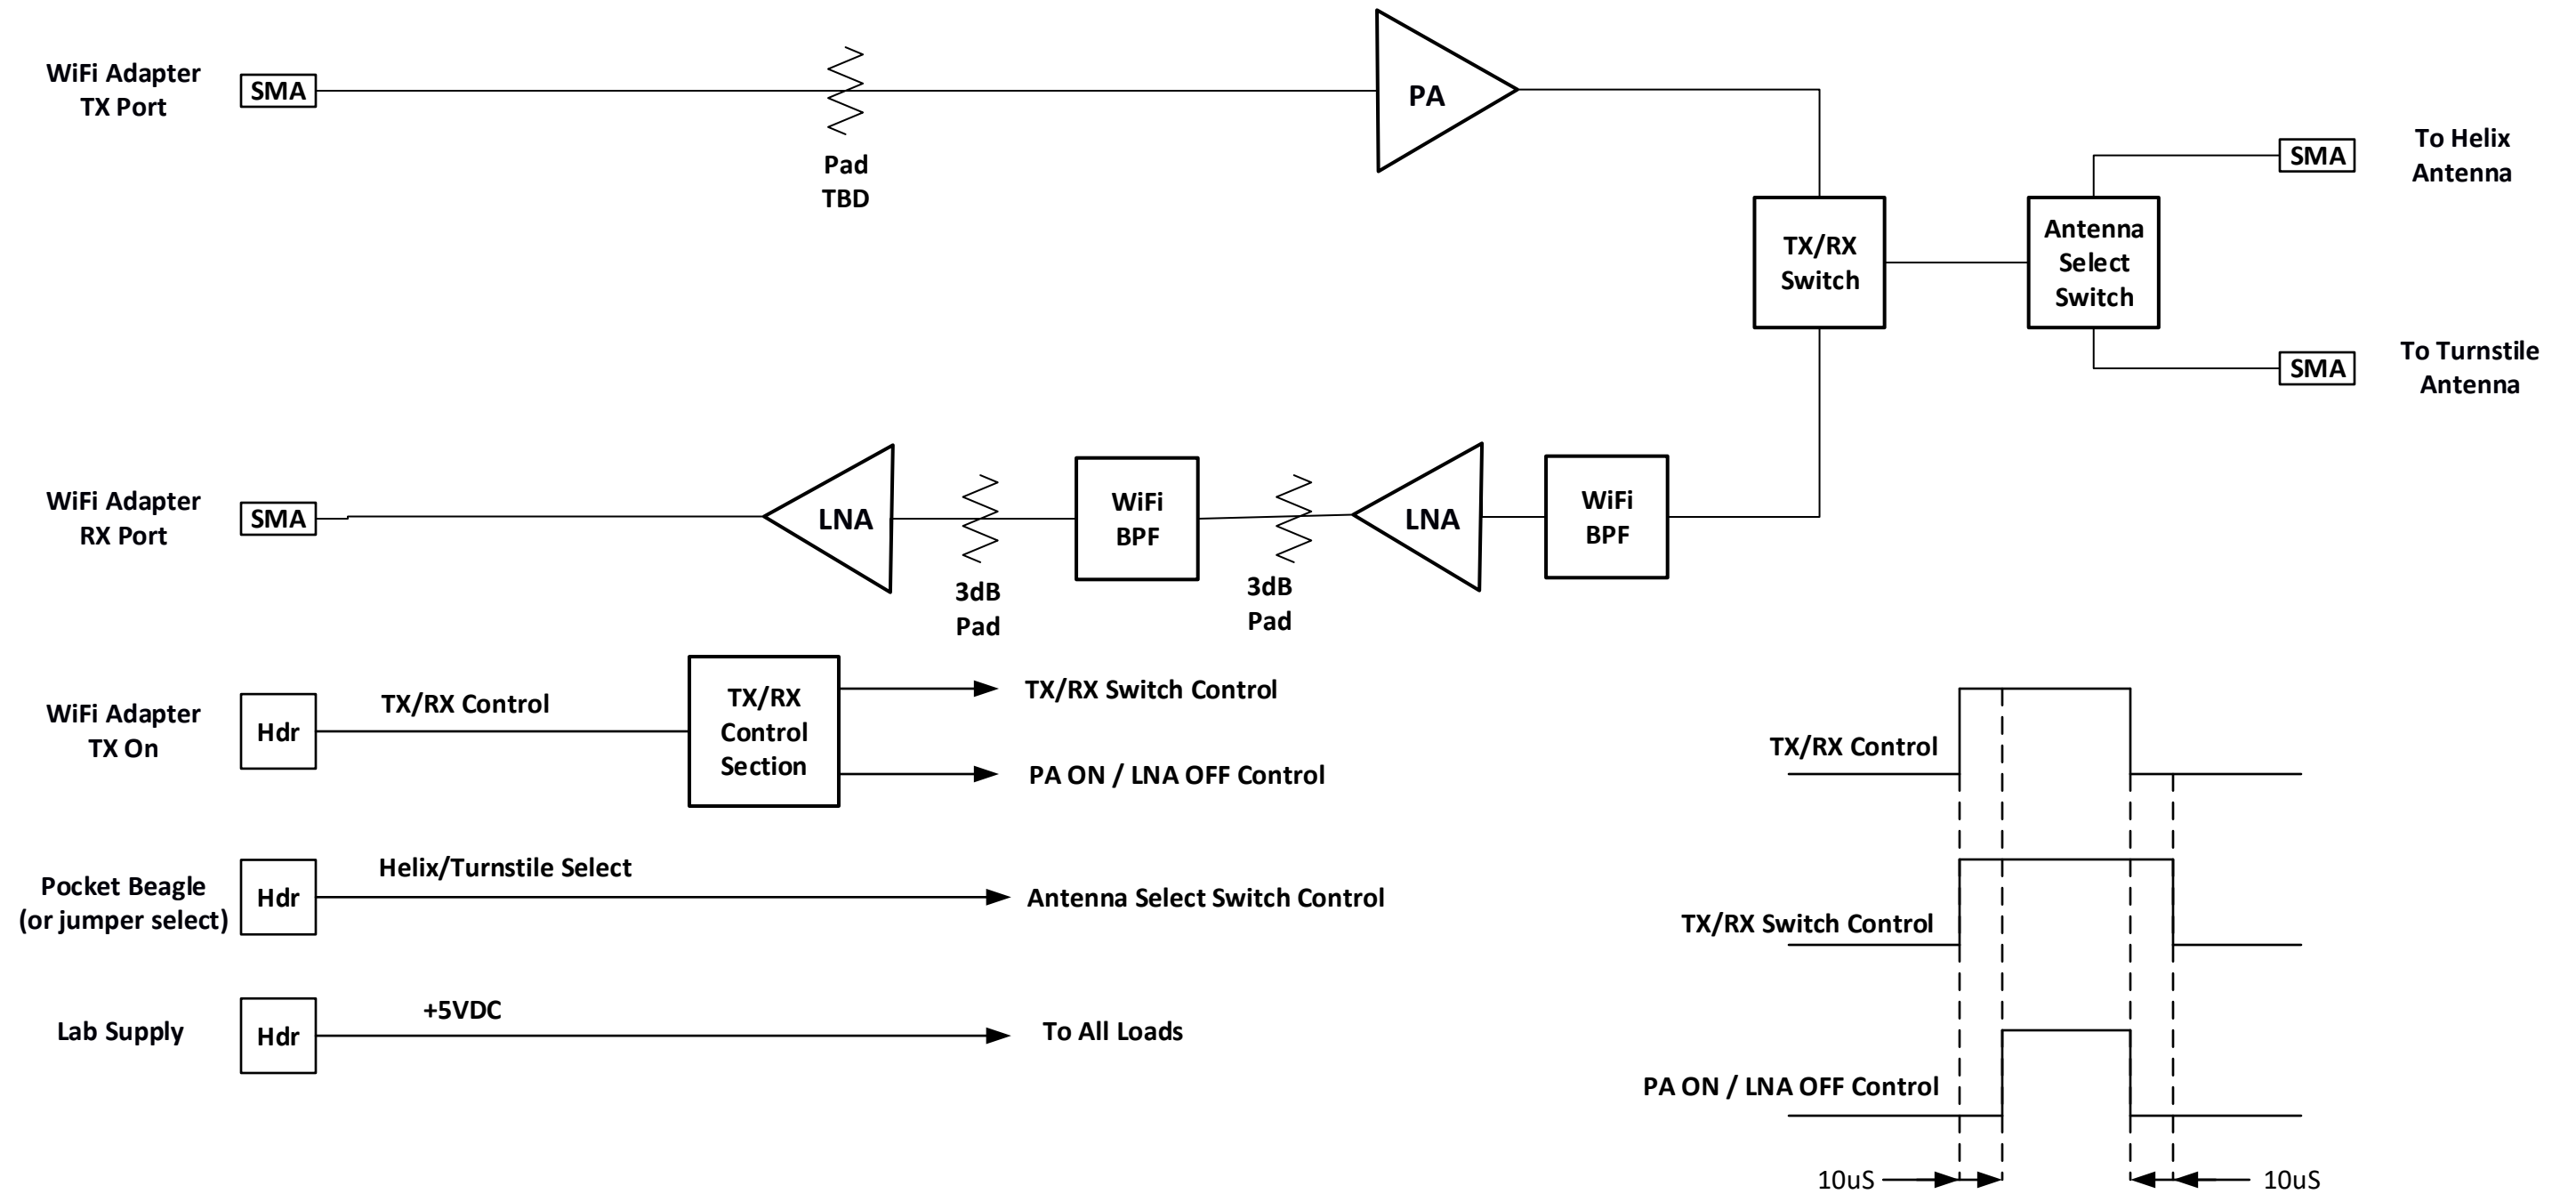 WiFi Adapter
TX Port
SMA
Pad
TBD
PA
TX/RX
Switch
Antenna
Select
Switch
SMA
To Helix
Antenna
SMA
To Turnstile
Antenna
WiFi Adapter
RX Port
SMA
LNA
3dB
Pad
WiFi
BPF
3dB
Pad
LNA
WiFi
BPF
WiFi Adapter
TX On
Hdr
TX/RX Control
TX/RX
Control
Section
TX/RX Switch Control
PA ON / LNA OFF Control
Pocket Beagle
(or jumper select)
Hdr
Helix/Turnstile Select
Antenna Select Switch Control
Lab Supply
Hdr
+5VDC
To All Loads
TX/RX Control
TX/RX Switch Control
PA ON / LNA OFF Control
10uS
10uS